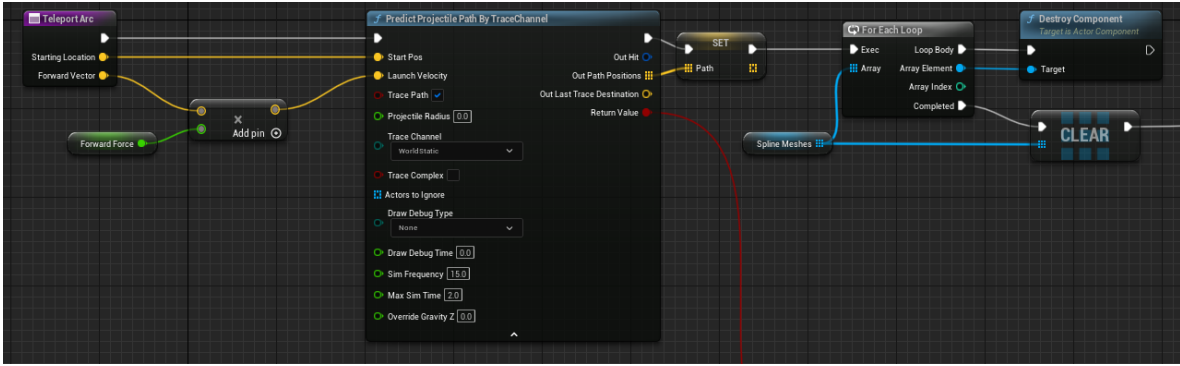 Teleport Arc
Starting Location
Forward Vector
Forward Force
×
Add pin
f Predict Projectile Path By TraceChannel
Start Pos
Launch Velocity
Trace Path
Projectile Radius 0.0
Trace Channel
WorldStatic
Trace Complex
Actors to Ignore
Draw Debug Type
None
Draw Debug Time 0.0
Sim Frequency 15.0
Max Sim Time 2.0
Override Gravity Z 0.0
Out Hit
Out Path Positions
Out Last Trace Destination
Return Value
SET
Path
Spline Meshes
For Each Loop
Exec
Array
Loop Body
Array Element
Array Index
Completed
f Destroy Component
Target is Actor Component
Target
CLEAR